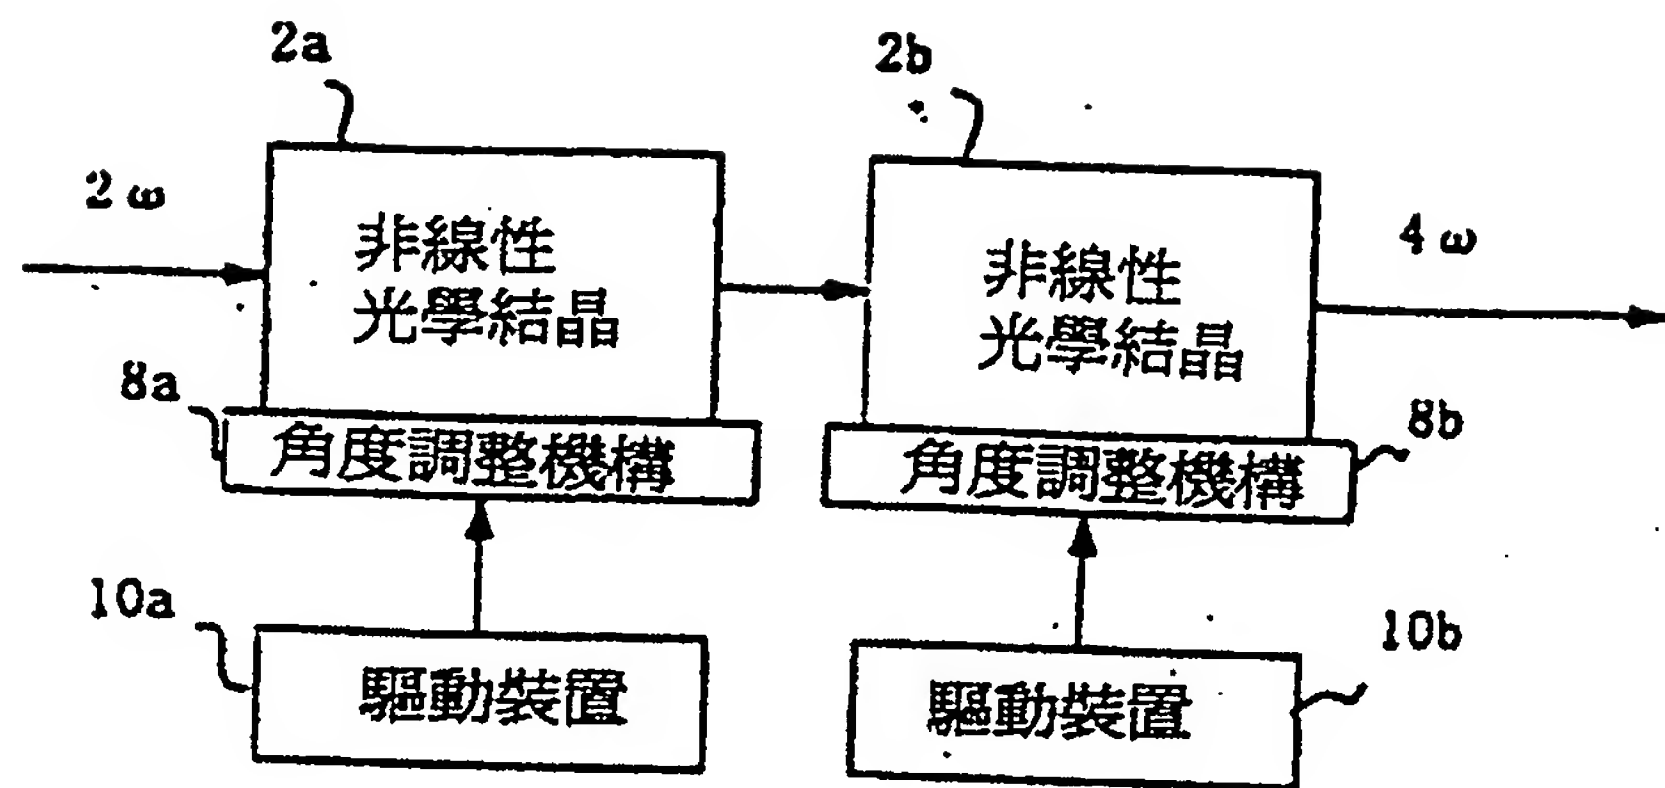 2a
2b
2ω
非線性
光學結晶
非線性
光學結晶
4ω
8a
角度調整機構
角度調整機構
8b
10a
驅動裝置
驅動裝置
10b